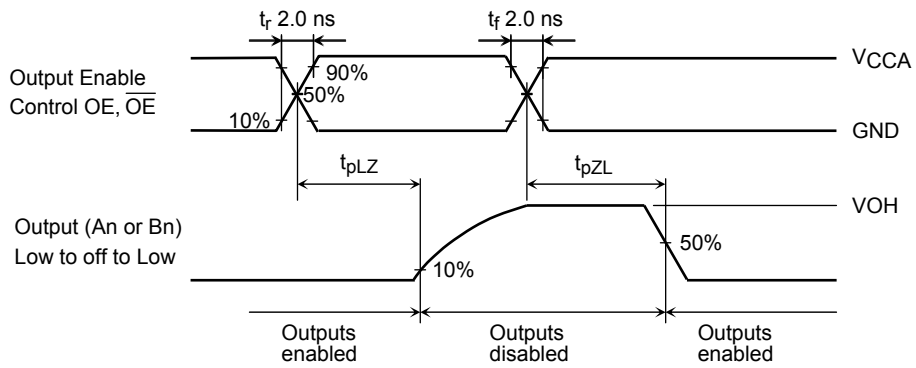 tr 2.0 ns
tf 2.0 ns
Output Enable
Control OE, OE
90%
50%
10%
VCCA
GND
tpLZ
tpZL
Output (An or Bn)
Low to off to Low
VOH
50%
10%
Outputs
enabled
Outputs
disabled
Outputs
enabled